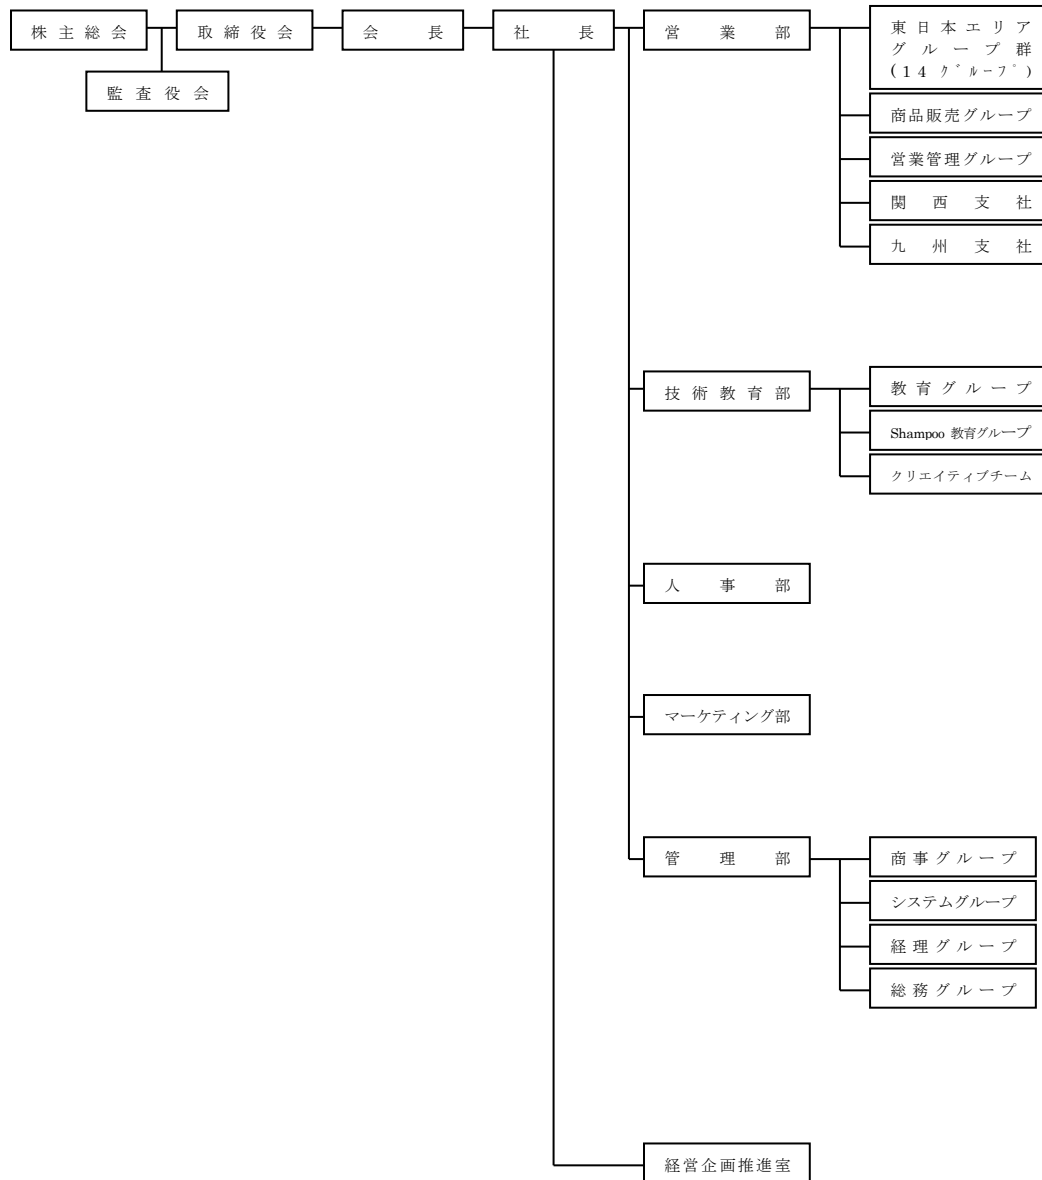 株主総会
取締役会
会長
社長
営業部
東日本エリア
グループ群
(14グループ)
監査役会
商品販売グループ
営業管理グループ
関西支社
九州支社
技術教育部
教育グループ
Shampoo 教育グループ
クリエイティブチーム
人事部
マーケティング部
管理部
商事グループ
システムグループ
経理グループ
総務グループ
経営企画推進室